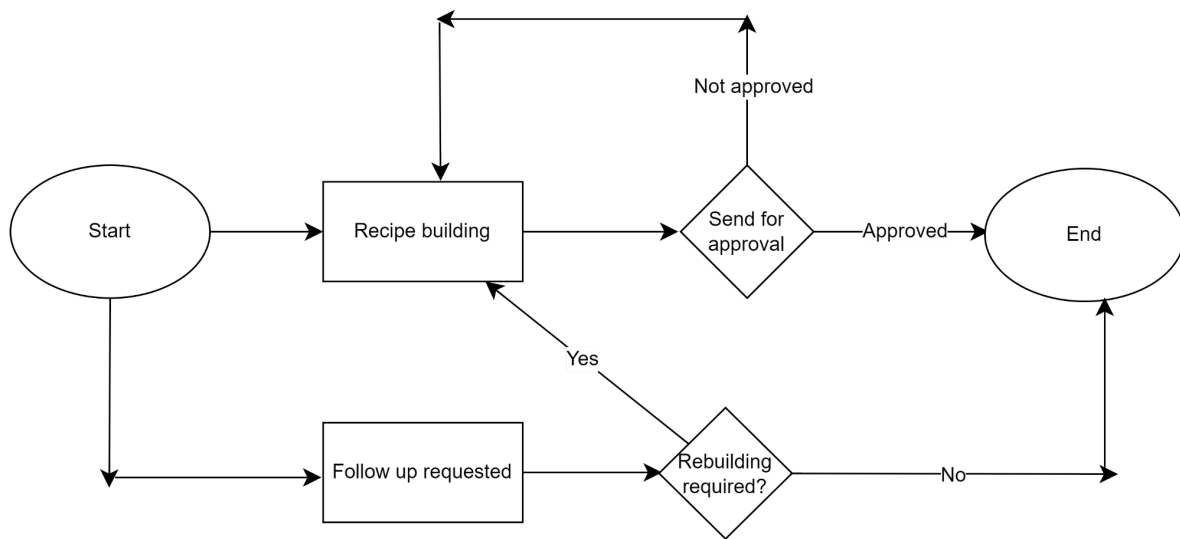 Not approved
Start
Recipe building
Send for
approval
Approved
End
Yes
Follow up requested
Rebuilding
required?
No